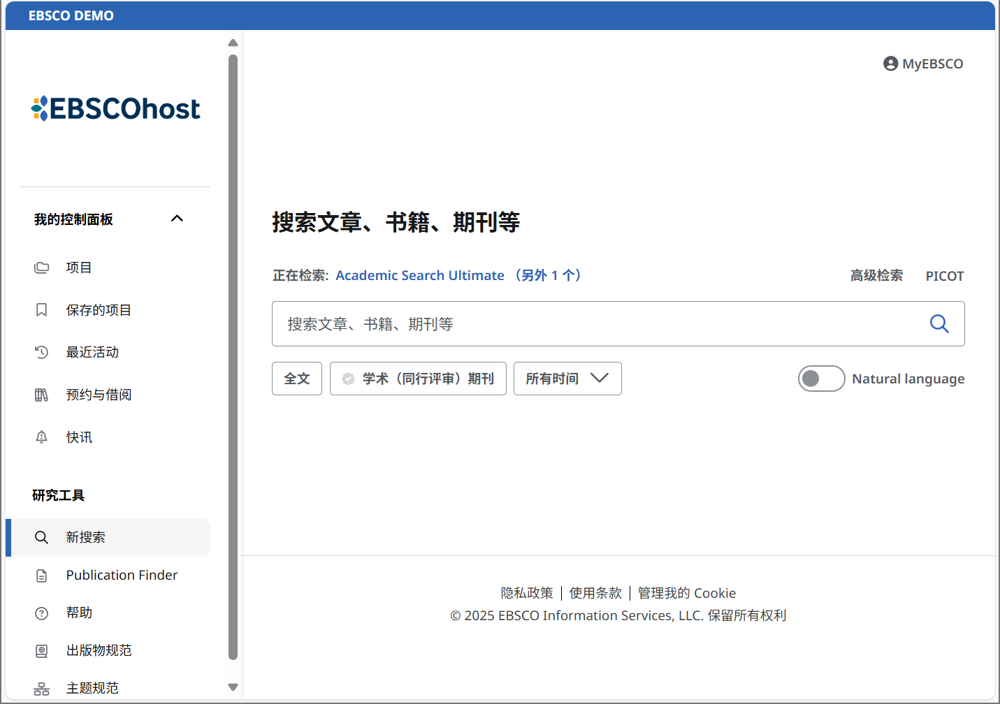 EBSCO DEMO
MyEBSCO
EBSCOhost
我的控制面板
项目
保存的项目
最近活动
预约与借阅
快讯
研究工具
新搜索
Publication Finder
帮助
出版物规范
主题规范
搜索文章、书籍、期刊等
正在检索: Academic Search Ultimate （另外 1 个） 高级检索 PICOT
搜索文章、书籍、期刊等
全文 学术（同行评审）期刊 所有时间 Natural language
隐私政策 使用条款 管理我的 Cookie
© 2025 EBSCO Information Services, LLC. 保留所有权利